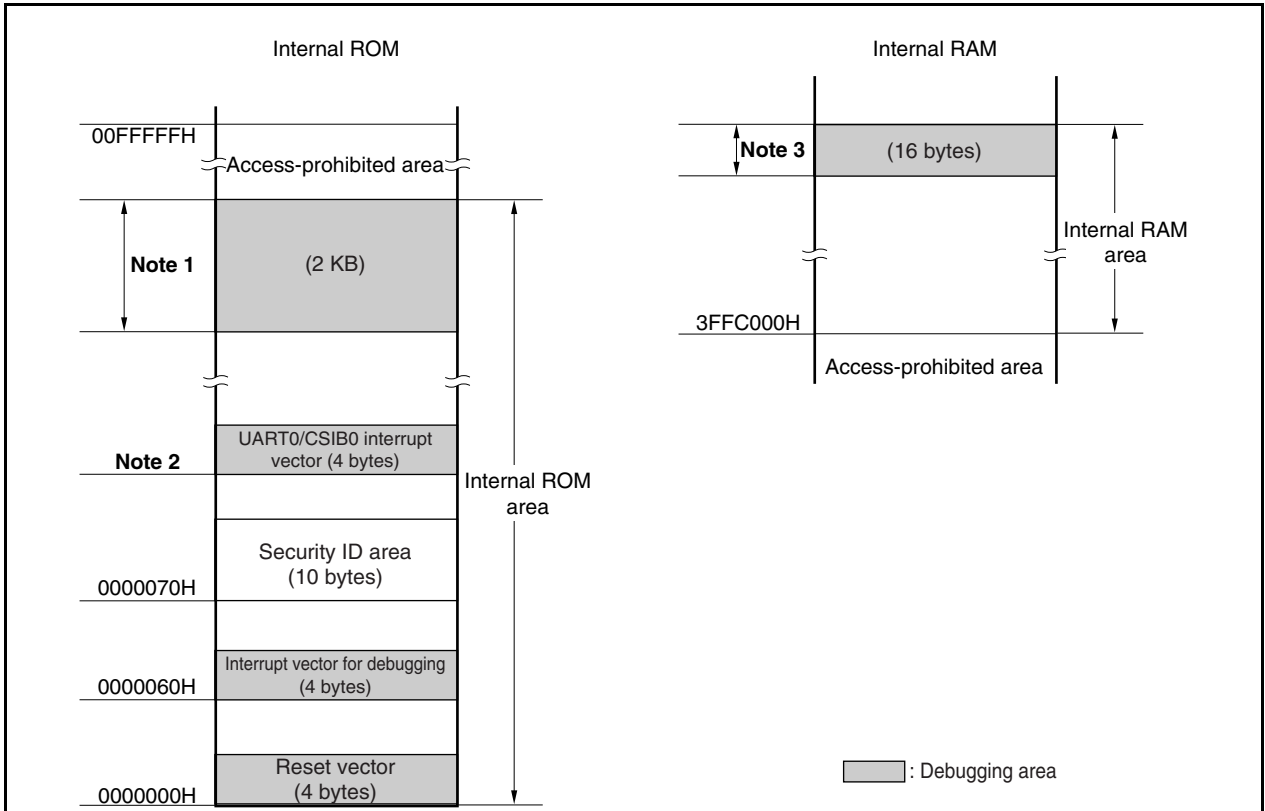 Internal ROM
00FFFFFH
Access-prohibited area
Note 1
(2 KB)
Note 2
UART0/CSIB0 interrupt
vector (4 bytes)
Internal ROM
area
Security ID area
(10 bytes)
0000070H
Interrupt vector for debugging
(4 bytes)
0000060H
Reset vector
(4 bytes)
0000000H
Internal RAM
Note 3
(16 bytes)
Internal RAM
area
3FFC000H
Access-prohibited area
: Debugging area